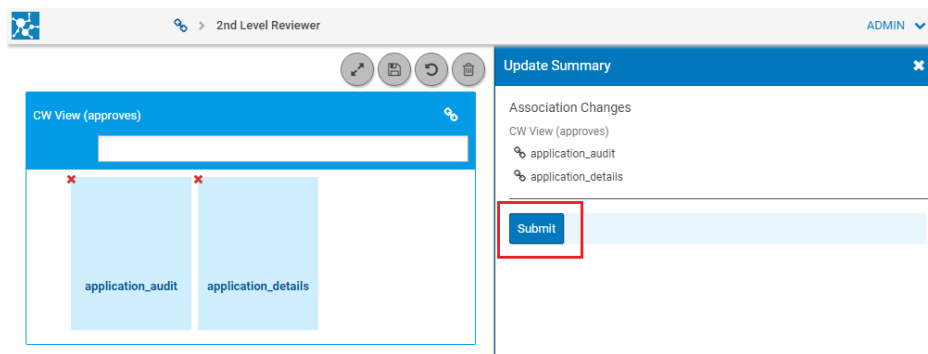 2nd Level Reviewer
ADMIN
Update Summary
CW View (approves)
application_audit
application_details
Association Changes
CW View (approves)
application_audit
application_details
Submit